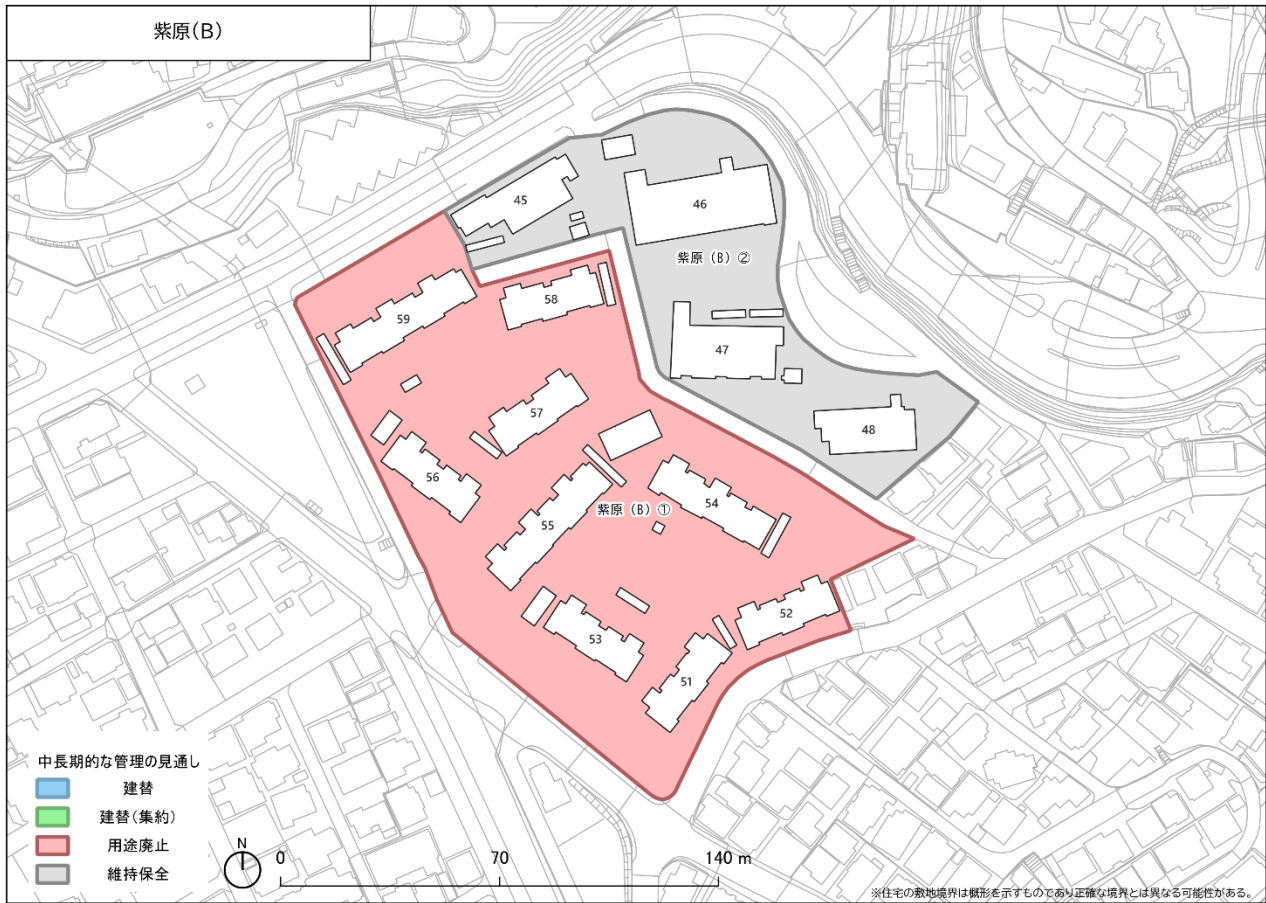 紫原(B)
45
46
紫原（B）②
58
59
47
57
48
56
54
55
紫原（B）①
52
53
51
中長期的な管理の見通し
建替
建替(集約)
用途廃止
維持保全
N
0 70 140 m
※住宅の敷地境界は概形を示すものであり正確な境界とは異なる可能性がある。